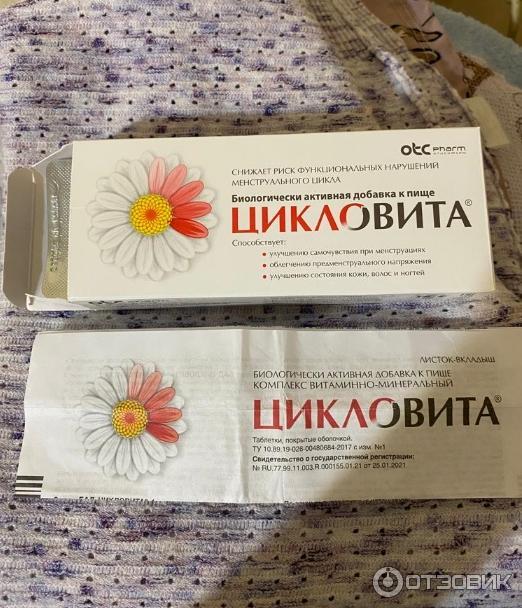 otc pharm
СНИЖАЕТ РИСК ФУНКЦИОНАЛЬНЫХ НАРУШЕНИЙ
МЕНСТРУАЛЬНОГО ЦИКЛА
Биологически активная добавка к пище
ЦИКЛОВИТА®
Способствует:
• улучшению самочувствия при менструациях
• облегчению предменструального напряжения
• улучшению состояния кожи, волос и ногтей
ЛИСТОК-ВКЛАДЫШ
БИОЛОГИЧЕСКИ АКТИВНАЯ ДОБАВКА К ПИЩЕ
КОМПЛЕКС ВИТАМИННО-МИНЕРАЛЬНЫЙ
ЦИКЛОВИТА®
Таблетки, покрытые оболочкой.
ТУ 10.89.19-028-00480684-2017 с изм. №1
Свидетельство о государственной регистрации:
№ RU.77.99.11.003.R.000155.01.21 от 25.01.2021
ОТЗОВИК